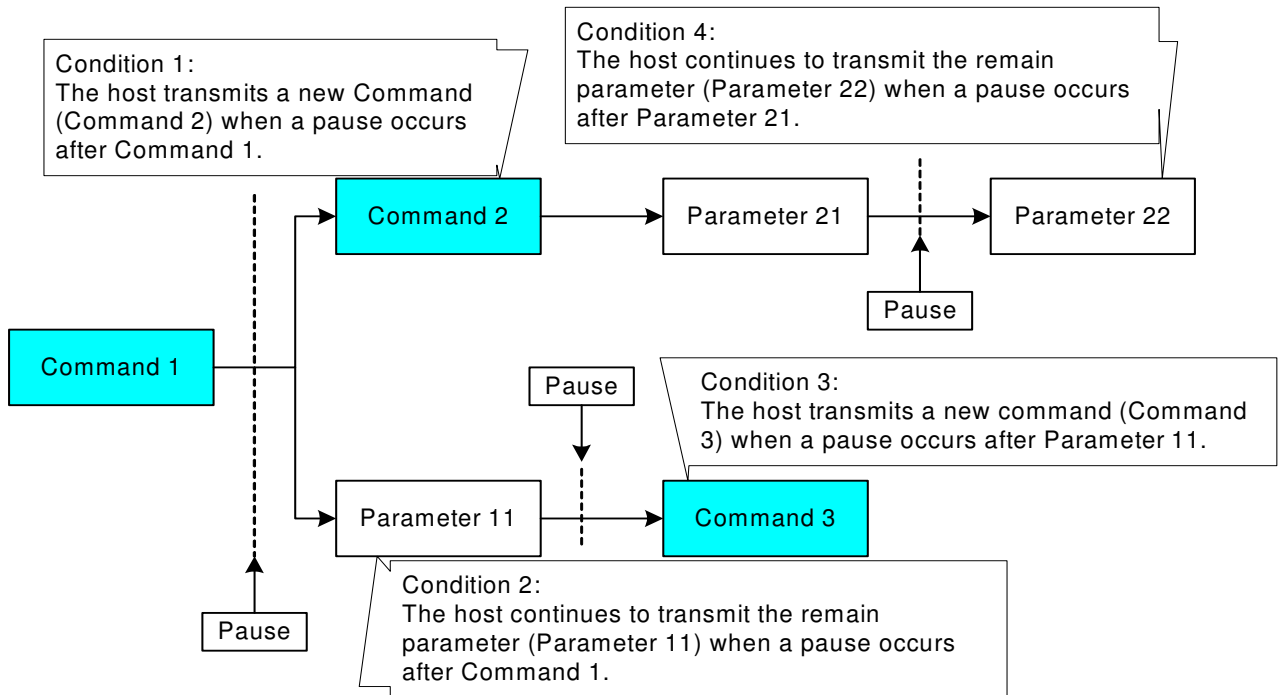 Condition 1:
The host transmits a new Command
(Command 2) when a pause occurs
after Command 1.
Condition 4:
The host continues to transmit the remain
parameter (Parameter 22) when a pause occurs
after Parameter 21.
Command 2
Parameter 21
Parameter 22
Pause
Command 1
Pause
Condition 3:
The host transmits a new command (Command
3) when a pause occurs after Parameter 11.
Parameter 11
Command 3
Pause
Condition 2:
The host continues to transmit the remain
parameter (Parameter 11) when a pause occurs
after Command 1.